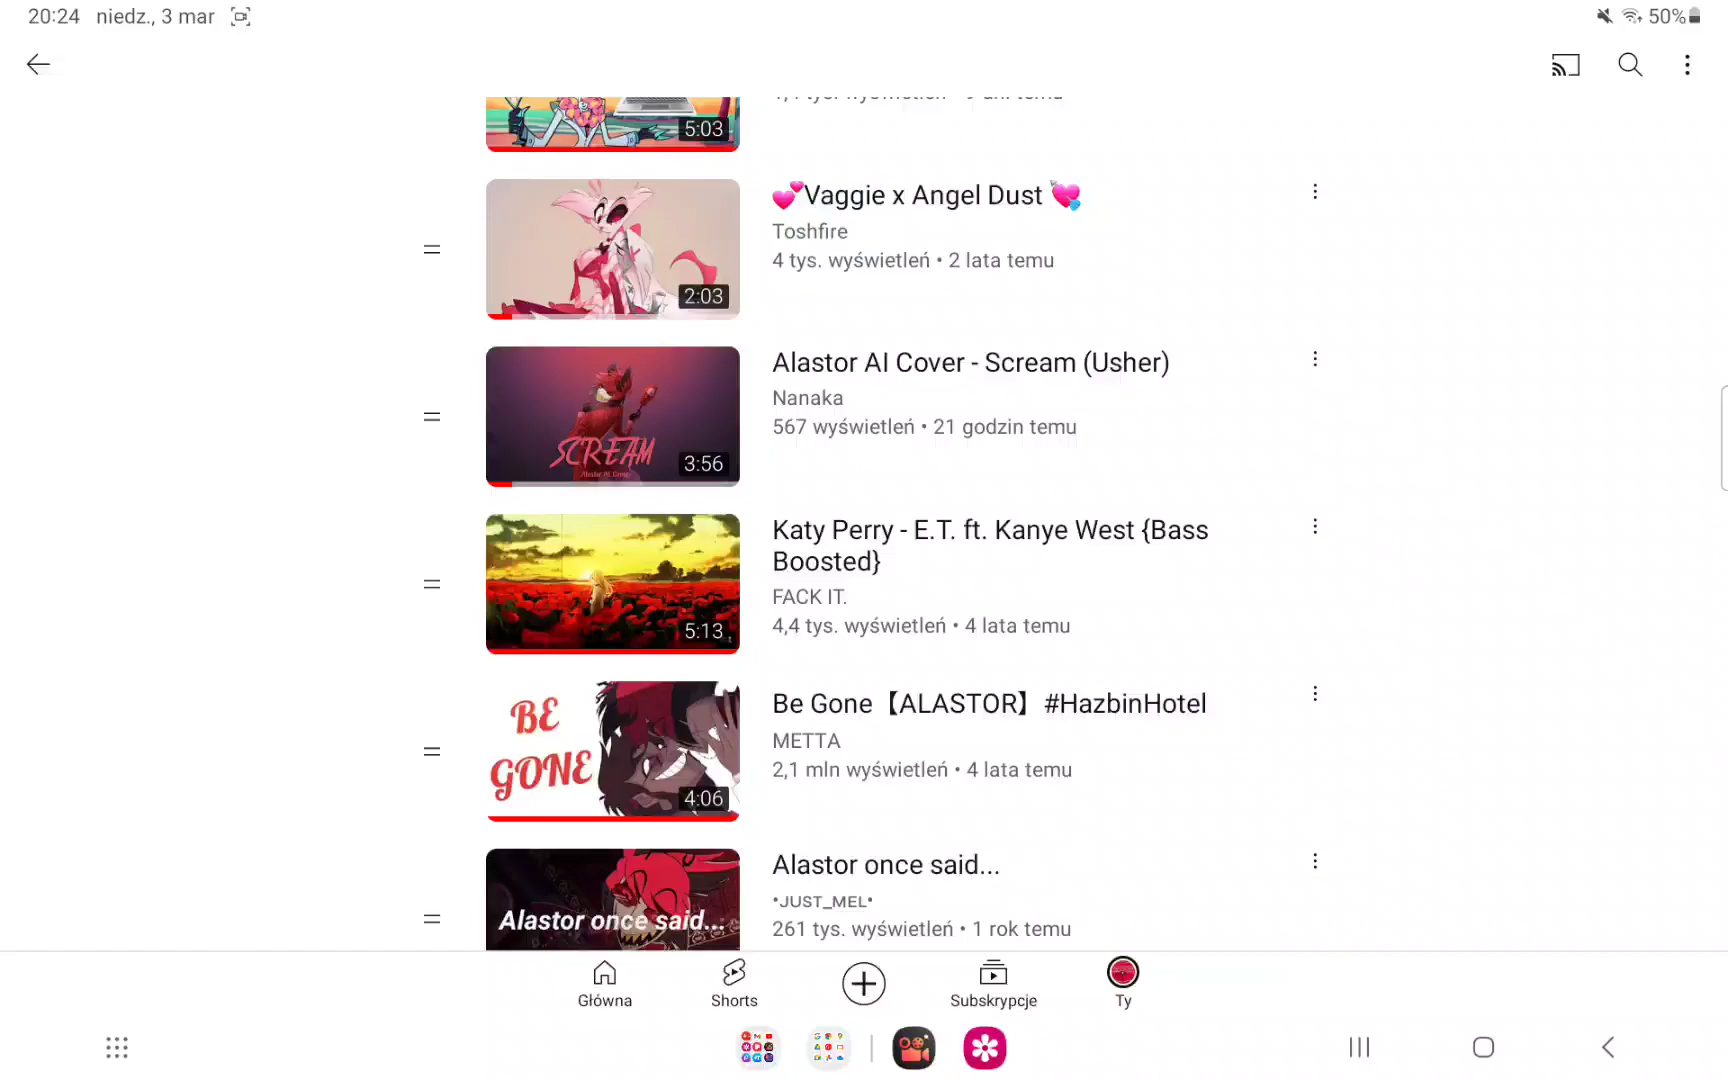 20:24 niedz., 3 mar
50%
5:03
💕Vaggie x Angel Dust 💘
Toshfire
4 tys. wyświetleń • 2 lata temu
2:03
Alastor AI Cover - Scream (Usher)
Nanaka
567 wyświetleń • 21 godzin temu
SCREAM
Alastor AI Cover
3:56
Katy Perry - E.T. ft. Kanye West {Bass
Boosted}
FACK IT.
4,4 tys. wyświetleń • 4 lata temu
5:13
Be Gone【ALASTOR】#HazbinHotel
METTA
2,1 mln wyświetleń • 4 lata temu
BE
GONE
4:06
Alastor once said...
•JUST_MEL•
261 tys. wyświetleń • 1 rok temu
Alastor once said...
Główna
Shorts
Subskrypcje
Ty